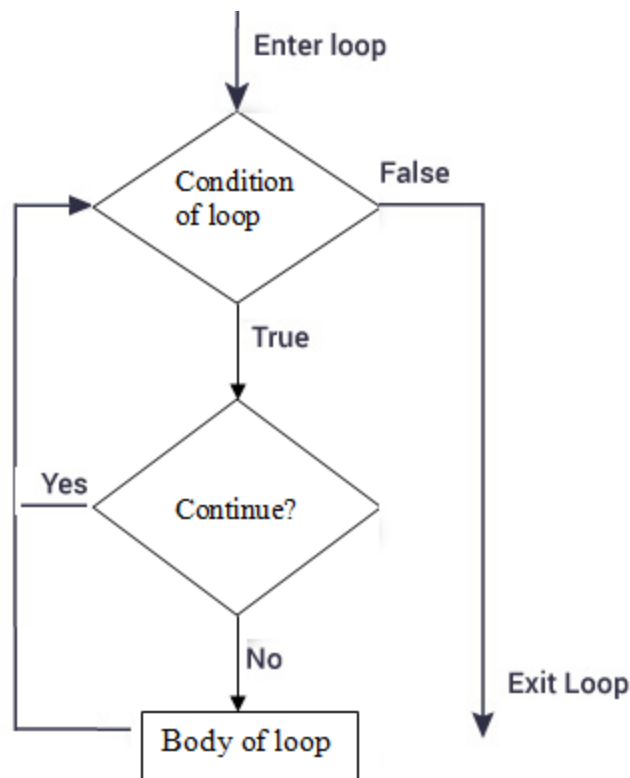 Enter loop
Condition
of loop
False
True
Yes
Continue?
No
Exit Loop
Body of loop